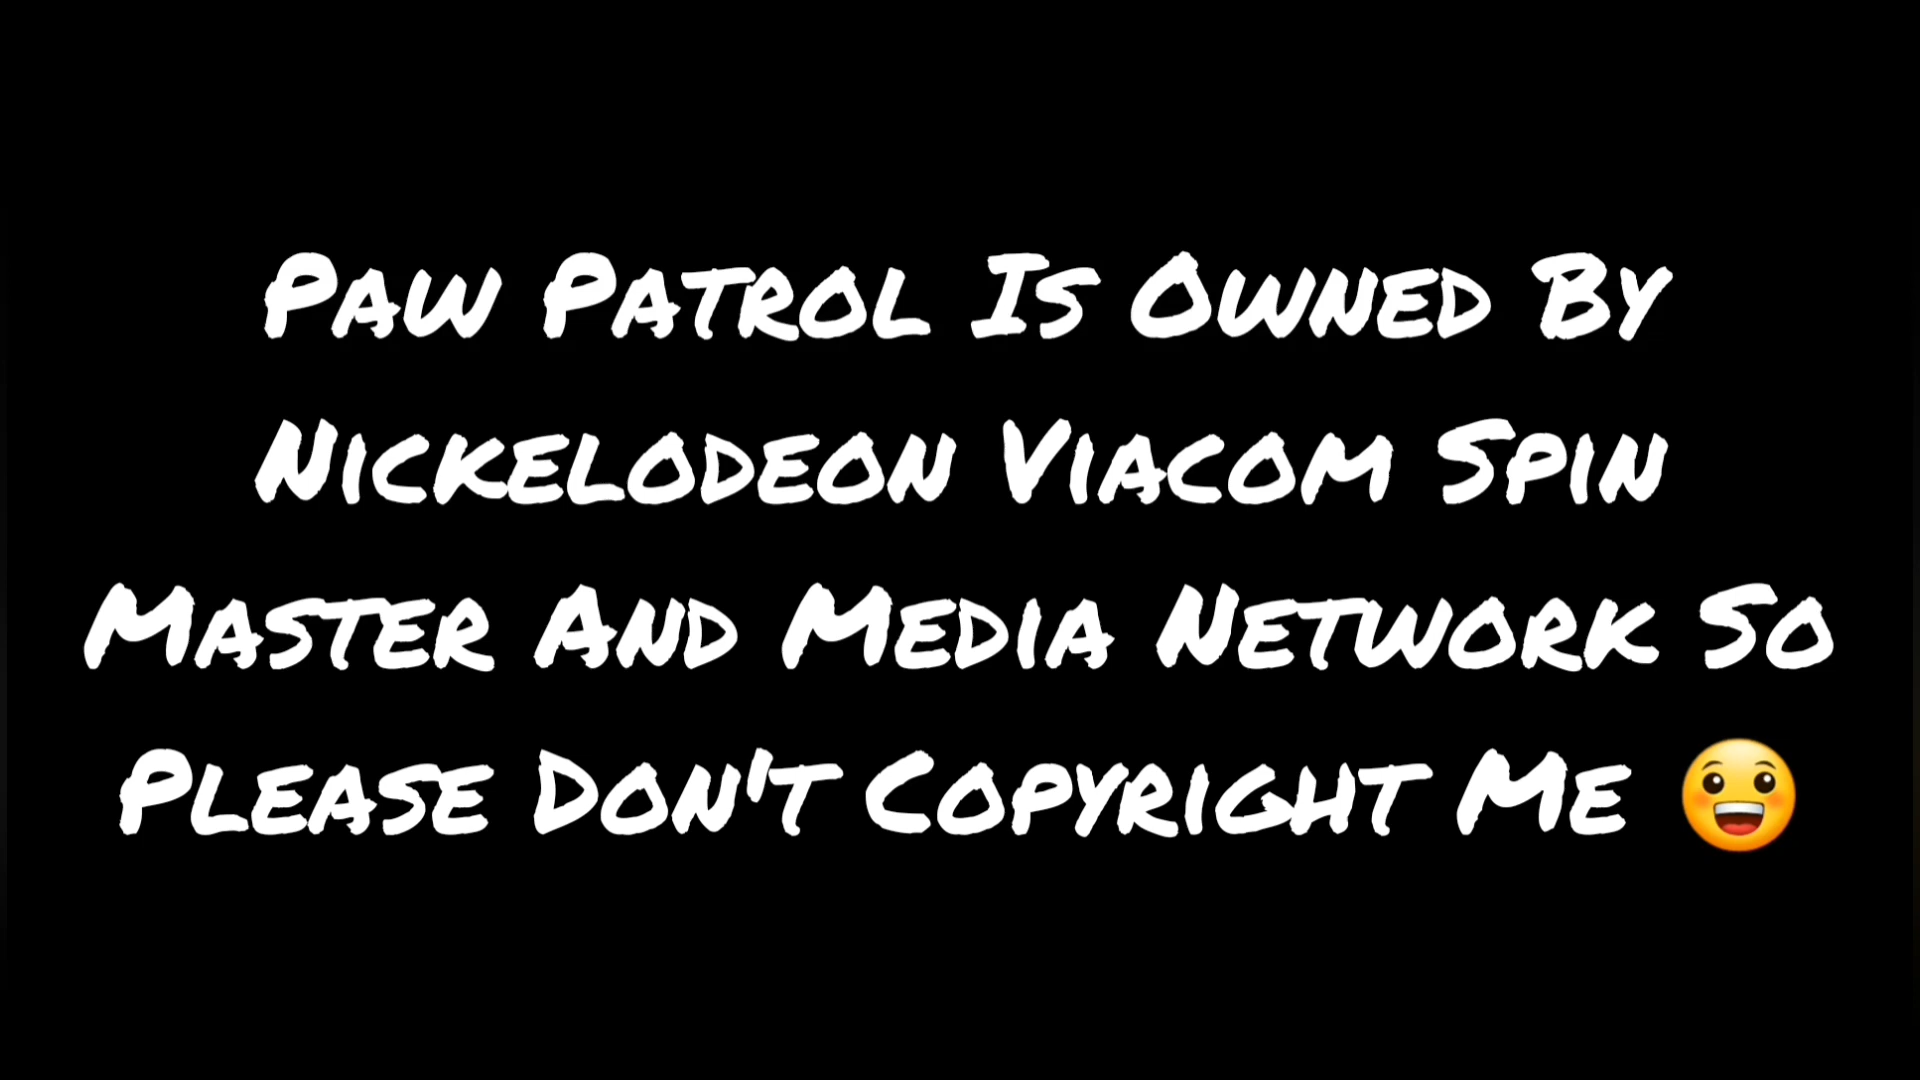 Paw Patrol Is Owned By
Nickelodeon Viacom Spin
Master And Media Network So
Please Don't Copyright Me 😀